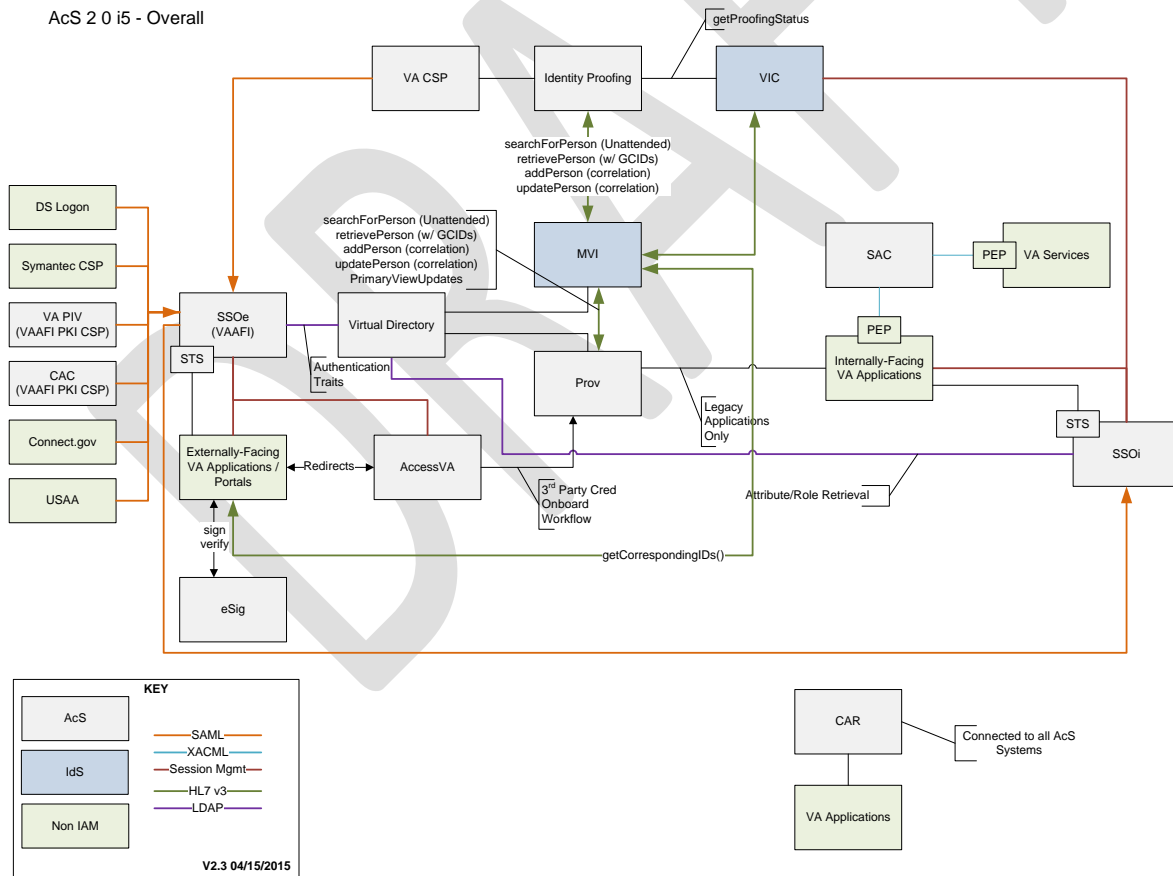 AcS 2 0 i5 - Overall
getProofingStatus
VA CSP
Identity Proofing
VIC
searchForPerson (Unattended)
retrievePerson (w/ GCIDs)
addPerson (correlation)
updatePerson (correlation)
DS Logon
Symantec CSP
VA PIV
(VAAFI PKI CSP)
CAC
(VAAFI PKI CSP)
Connect.gov
USAA
searchForPerson (Unattended)
retrievePerson (w/ GCIDs)
addPerson (correlation)
updatePerson (correlation)
PrimaryViewUpdates
MVI
SAC
PEP
VA Services
SSOe
(VAAFI)
STS
Virtual Directory
Authentication
Traits
Prov
PEP
Internally-Facing
VA Applications
Legacy
Applications
Only
STS
SSOi
Externally-Facing
VA Applications /
Portals
Redirects
AccessVA
3rd Party Cred
Onboard
Workflow
Attribute/Role Retrieval
sign
verify
getCorrespondingIDs()
eSig
KEY
AcS
IdS
Non IAM
SAML
XACML
Session Mgmt
HL7 v3
LDAP
V2.3 04/15/2015
CAR
Connected to all AcS
Systems
VA Applications
DRAFT